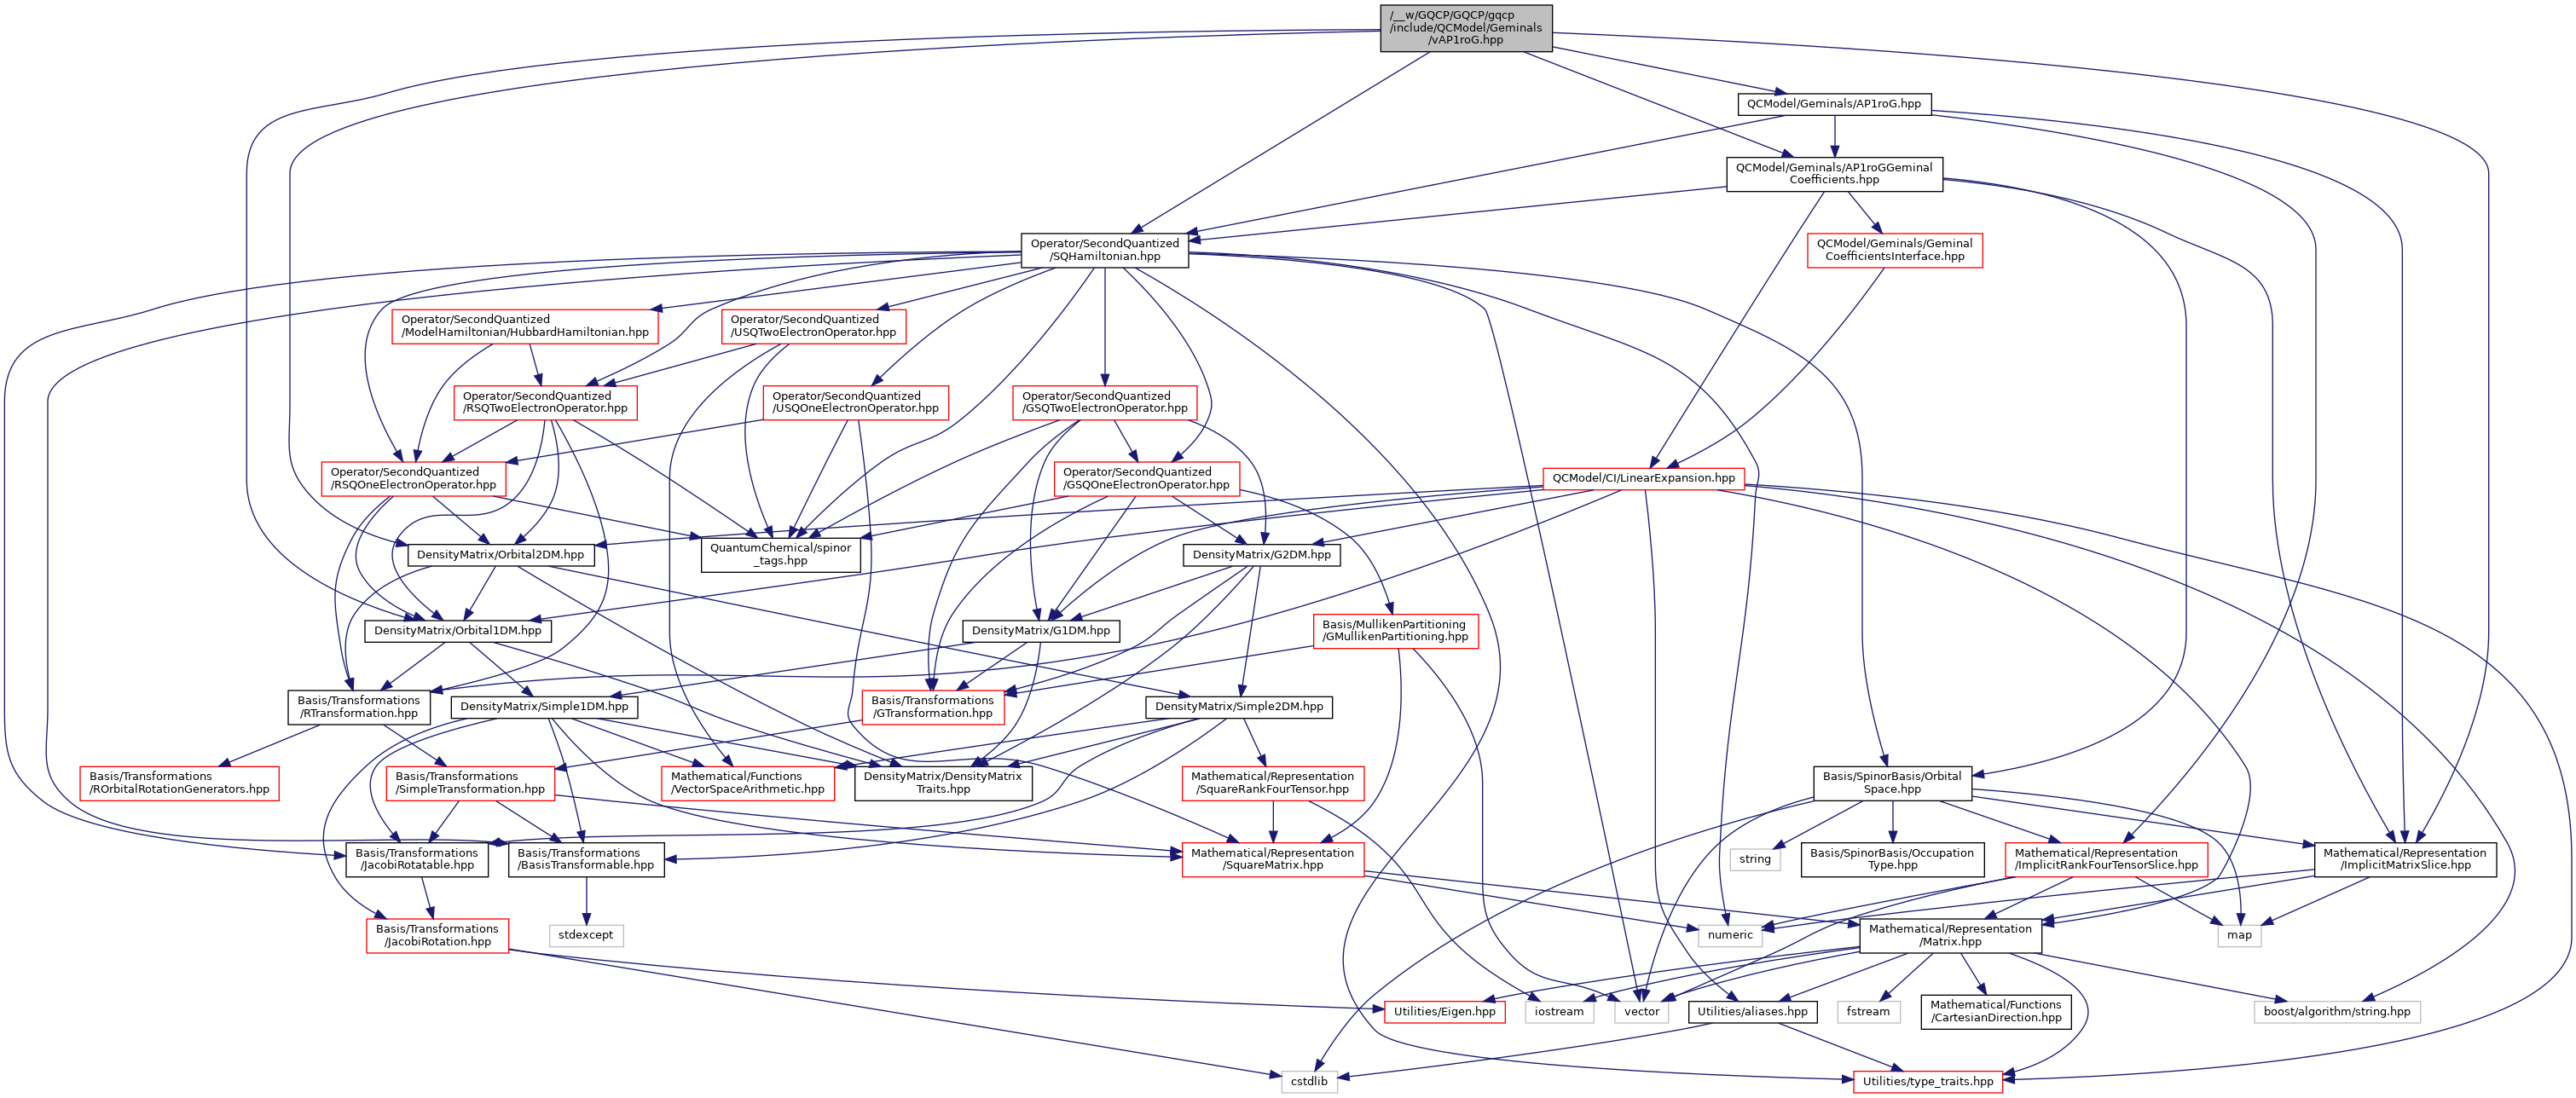 /__w/GQCP/GQCP/gqcp
/include/QCModel/Geminals
/vAP1roG.hpp
QCModel/Geminals/AP1roG.hpp
QCModel/Geminals/AP1roGGeminal
Coefficients.hpp
Operator/SecondQuantized
/SQHamiltonian.hpp
QCModel/Geminals/Geminal
CoefficientsInterface.hpp
Operator/SecondQuantized
/ModelHamiltonian/HubbardHamiltonian.hpp
Operator/SecondQuantized
/USQTwoElectronOperator.hpp
Operator/SecondQuantized
/RSQTwoElectronOperator.hpp
Operator/SecondQuantized
/USQOneElectronOperator.hpp
Operator/SecondQuantized
/GSQTwoElectronOperator.hpp
Operator/SecondQuantized
/RSQOneElectronOperator.hpp
Operator/SecondQuantized
/GSQOneElectronOperator.hpp
QCModel/CI/LinearExpansion.hpp
DensityMatrix/Orbital2DM.hpp
QuantumChemical/spinor
_tags.hpp
DensityMatrix/G2DM.hpp
DensityMatrix/Orbital1DM.hpp
DensityMatrix/G1DM.hpp
Basis/MullikenPartitioning
/GMullikenPartitioning.hpp
Basis/Transformations
/RTransformation.hpp
DensityMatrix/Simple1DM.hpp
Basis/Transformations
/GTransformation.hpp
DensityMatrix/Simple2DM.hpp
Basis/Transformations
/ROrbitalRotationGenerators.hpp
Basis/Transformations
/SimpleTransformation.hpp
Mathematical/Functions
/VectorSpaceArithmetic.hpp
DensityMatrix/DensityMatrix
Traits.hpp
Mathematical/Representation
/SquareRankFourTensor.hpp
Basis/SpinorBasis/Orbital
Space.hpp
Basis/Transformations
/JacobiRotatable.hpp
Basis/Transformations
/BasisTransformable.hpp
Mathematical/Representation
/SquareMatrix.hpp
string
Basis/SpinorBasis/Occupation
Type.hpp
Mathematical/Representation
/ImplicitRankFourTensorSlice.hpp
Mathematical/Representation
/ImplicitMatrixSlice.hpp
Basis/Transformations
/JacobiRotation.hpp
stdexcept
numeric
Mathematical/Representation
/Matrix.hpp
map
Utilities/Eigen.hpp
iostream
vector
Utilities/aliases.hpp
fstream
Mathematical/Functions
/CartesianDirection.hpp
boost/algorithm/string.hpp
cstdlib
Utilities/type_traits.hpp